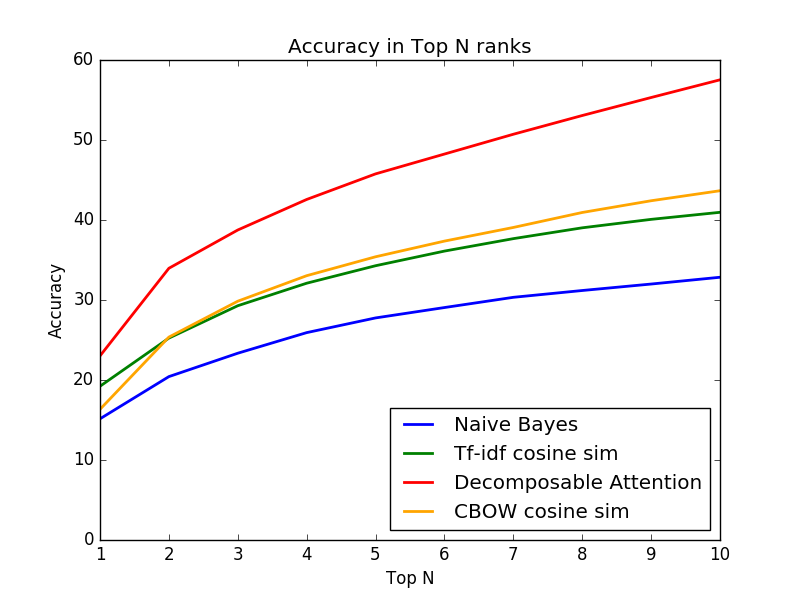 Accuracy in Top N ranks
60
50
40
30
20
10
0
Accuracy
Naive Bayes
Tf-idf cosine sim
Decomposable Attention
CBOW cosine sim
1 2 3 4 5 6 7 8 9 10
Top N